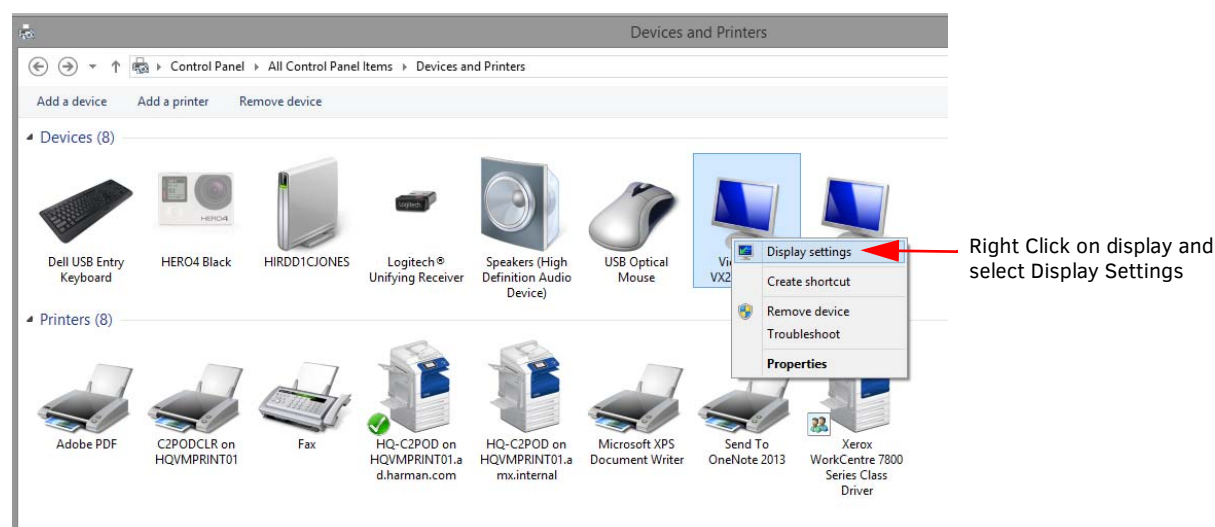 Devices and Printers
Control Panel ▸ All Control Panel Items ▸ Devices and Printers
Add a device Add a printer Remove device
Devices (8)
HERO4
Logitech
Dell USB Entry
Keyboard
HERO4 Black
HIRDD1CJONES
Logitech®
Unifying Receiver
Speakers (High
Definition Audio
Device)
USB Optical
Mouse
Vi
VX2
Display settings
Create shortcut
Remove device
Troubleshoot
Properties
Right Click on display and
select Display Settings
Printers (8)
Adobe PDF
C2PODCLR on
HQVMPRINT01
Fax
HQ-C2POD on
HQVMPRINT01.a
d.harman.com
HQ-C2POD on
HQVMPRINT01.a
mx.internal
Microsoft XPS
Document Writer
Send To
OneNote 2013
Xerox
WorkCentre 7800
Series Class
Driver